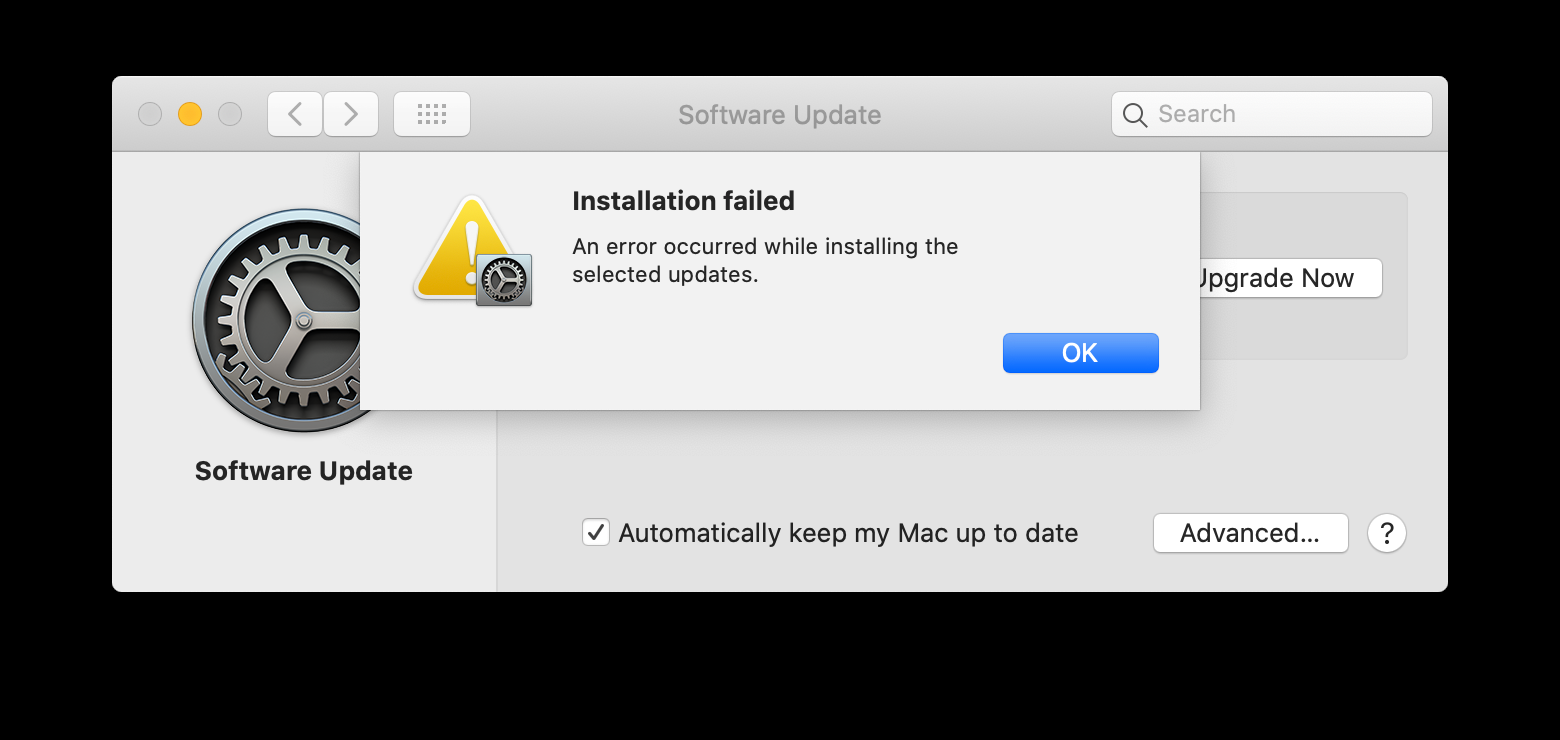 Software Update
Search
Installation failed
An error occurred while installing the
selected updates.
Now
OK
Software Update
Automatically keep my Mac up to date
Advanced...
?